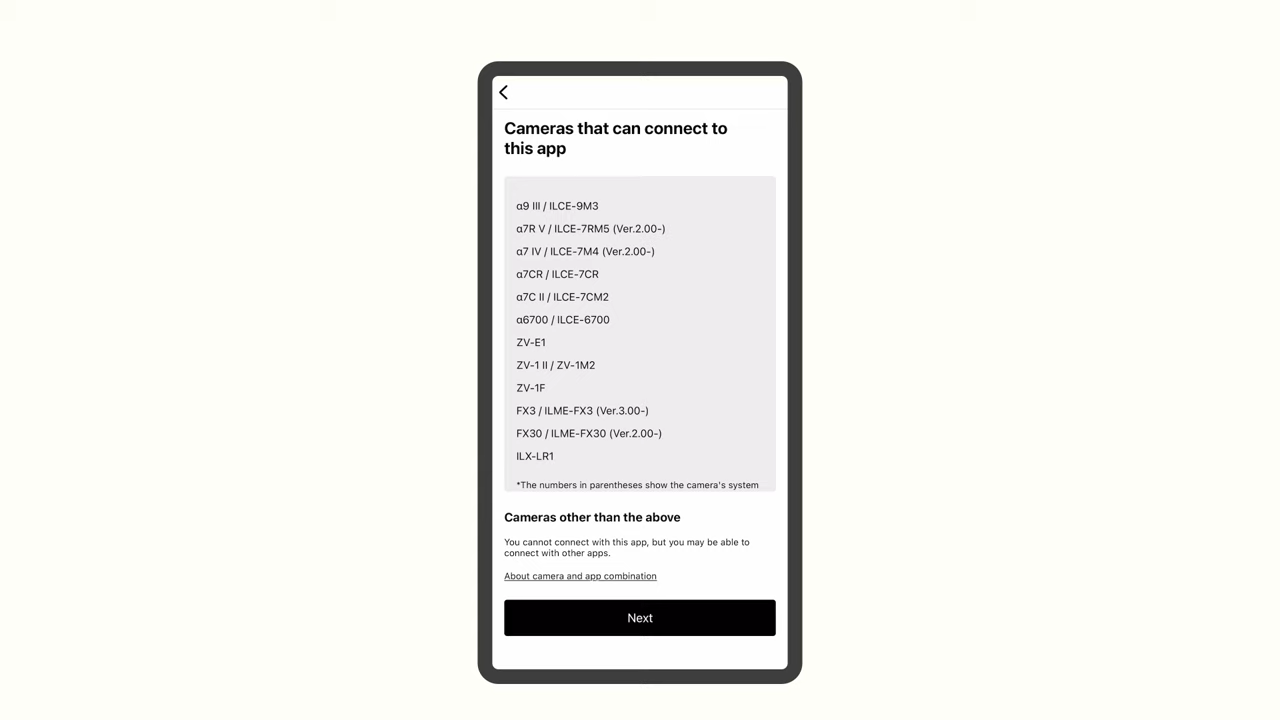 Cameras that can connect to
this app
α9 III / ILCE-9M3
α7R V / ILCE-7RM5 (Ver.2.00-)
α7 IV / ILCE-7M4 (Ver.2.00-)
α7CR / ILCE-7CR
α7C II / ILCE-7CM2
α6700 / ILCE-6700
ZV-E1
ZV-1 II / ZV-1M2
ZV-1F
FX3 / ILME-FX3 (Ver.3.00-)
FX30 / ILME-FX30 (Ver.2.00-)
ILX-LR1
*The numbers in parentheses show the camera's system
Cameras other than the above
You cannot connect with this app, but you may be able to
connect with other apps.
About camera and app combination
Next